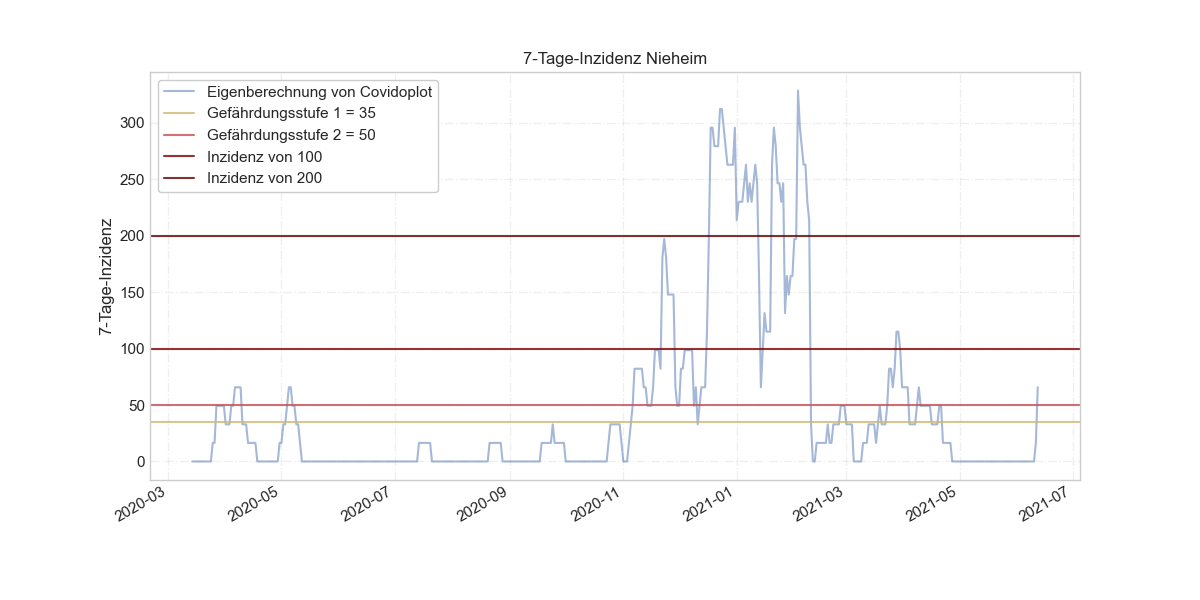 7-Tage-Inzidenz Nieheim
Eigenberechnung von Covidoplot
Gefährdungsstufe 1 = 35
Gefährdungsstufe 2 = 50
Inzidenz von 100
Inzidenz von 200
7-Tage-Inzidenz
300
250
200
150
100
50
0
2020-03
2020-05
2020-07
2020-09
2020-11
2021-01
2021-03
2021-05
2021-07